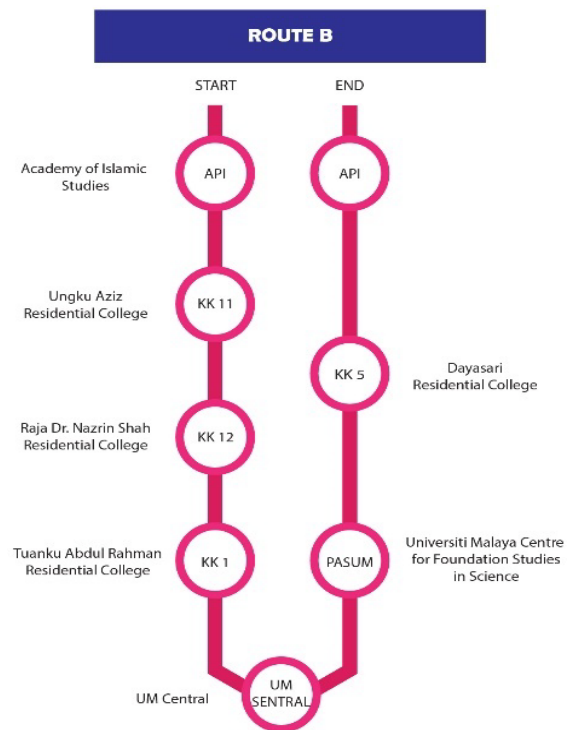 ROUTE B
START
END
Academy of Islamic
Studies
API
API
Ungku Aziz
Residential College
KK 11
KK 5
Dayasari
Residential College
Raja Dr. Nazrin Shah
Residential College
KK 12
Tuanku Abdul Rahman
Residential College
KK 1
PASUM
Universiti Malaya Centre
for Foundation Studies
in Science
UM Central
UM
SENTRAL